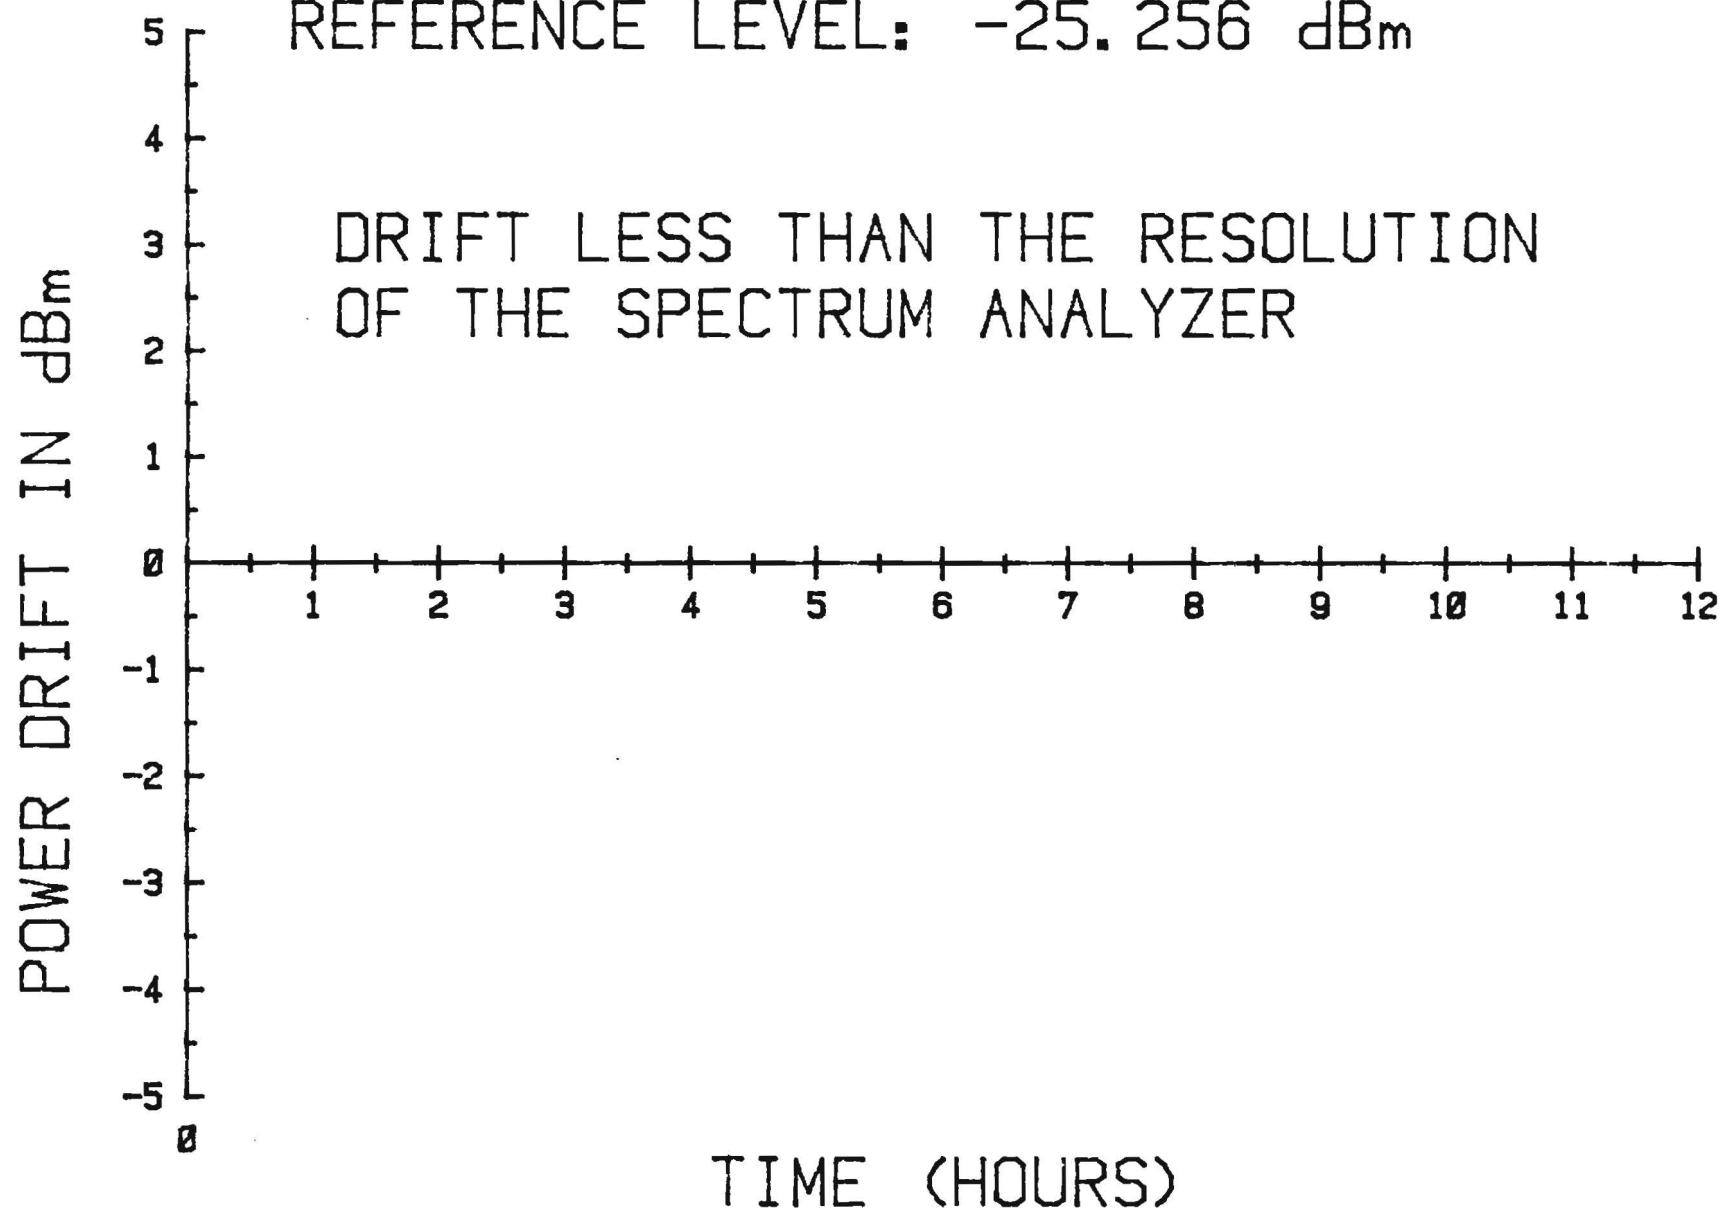 REFERENCE LEVEL: -25.256 dBm
5
4
DRIFT LESS THAN THE RESOLUTION
3
OF THE SPECTRUM ANALYZER
2
1
0
1 2 3 4 5 6 7 8 9 10 11 12
-1
-2
-3
-4
-5
0
POWER DRIFT IN dBm
TIME (HOURS)